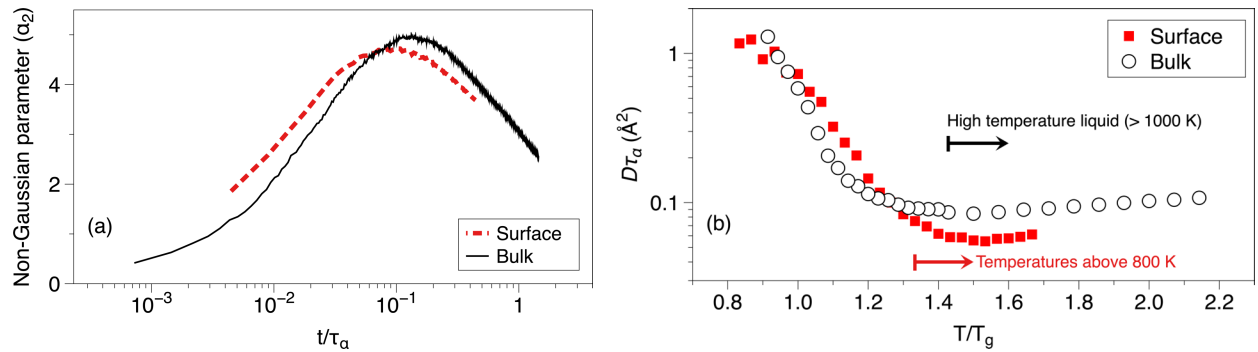 Non-Gaussian parameter (α₂)
4
2
0
(a)
Surface
Bulk
10⁻³
10⁻²
10⁻¹
1
t/τα
Dτα (Å²)
1
0.1
Surface
Bulk
High temperature liquid (> 1000 K)
(b)
Temperatures above 800 K
0.8
1.0
1.2
1.4
1.6
1.8
2.0
2.2
T/Tg